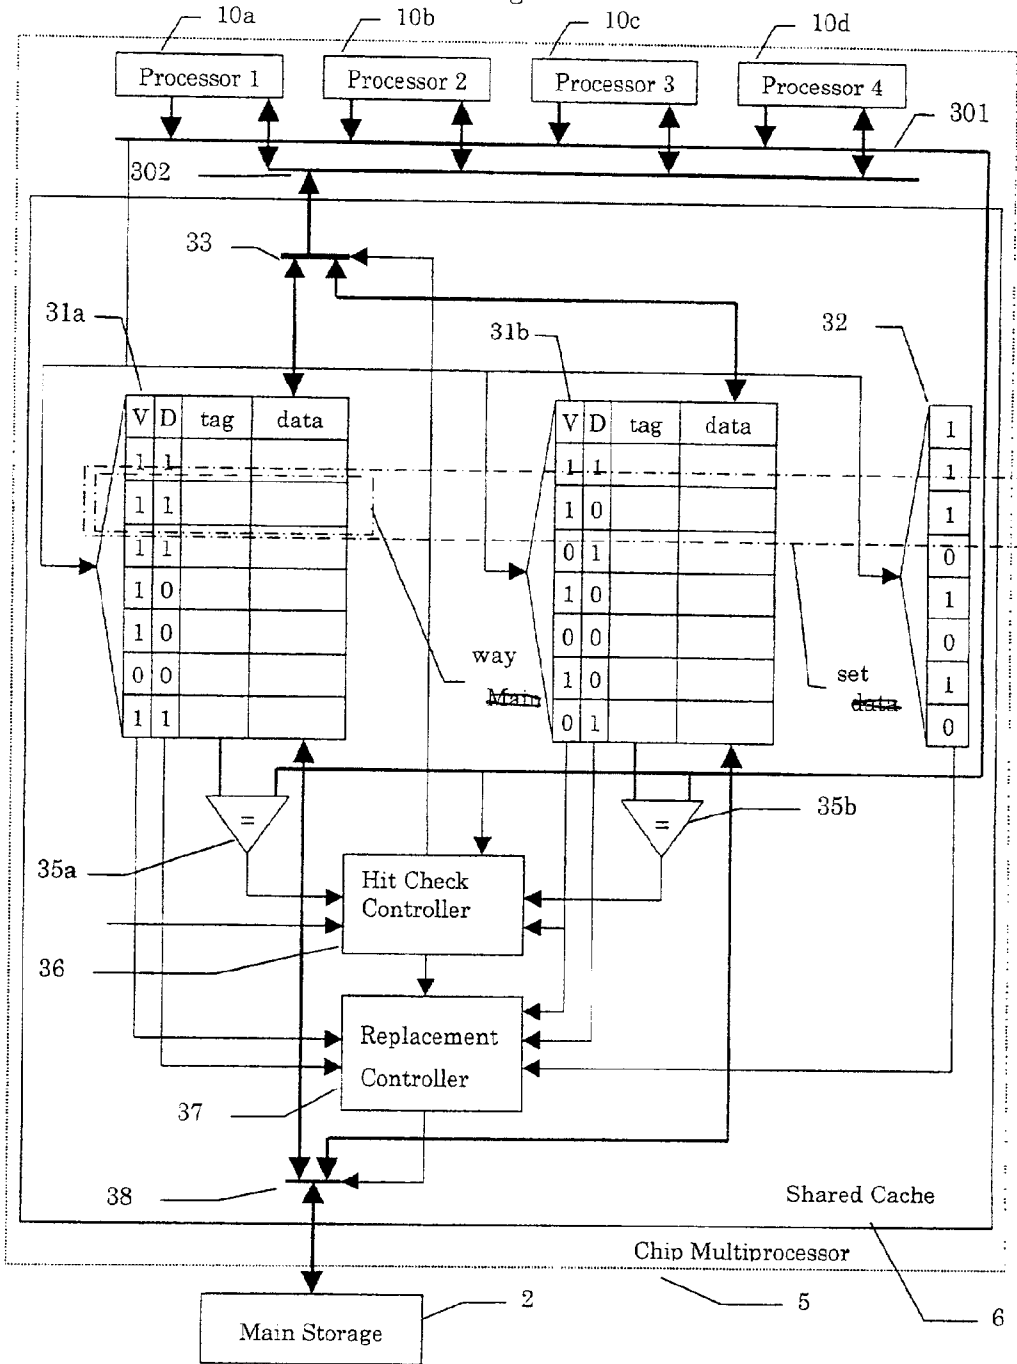 10a 10b 10c 10d
Processor 1 Processor 2 Processor 3 Processor 4
301
302
33
31a 31b 32
V D tag data V D tag data 1
1 1 1 1 1
1 1 1 0 1
1 1 0 1 0
1 0 1 0 1
1 0 0 0 0
0 0 1 0 1
1 1 0 1 0
way
Main
set
data
= =
35a 35b
Hit Check
Controller
36
Replacement
Controller
37
38
Shared Cache
Chip Multiprocessor
2 5 6
Main Storage